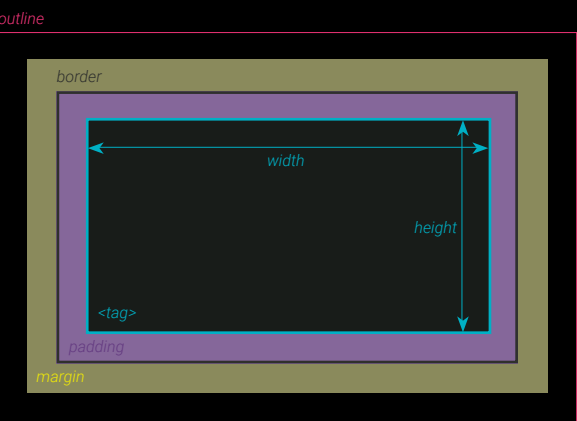 outline
border
width
height
<tag>
padding
margin